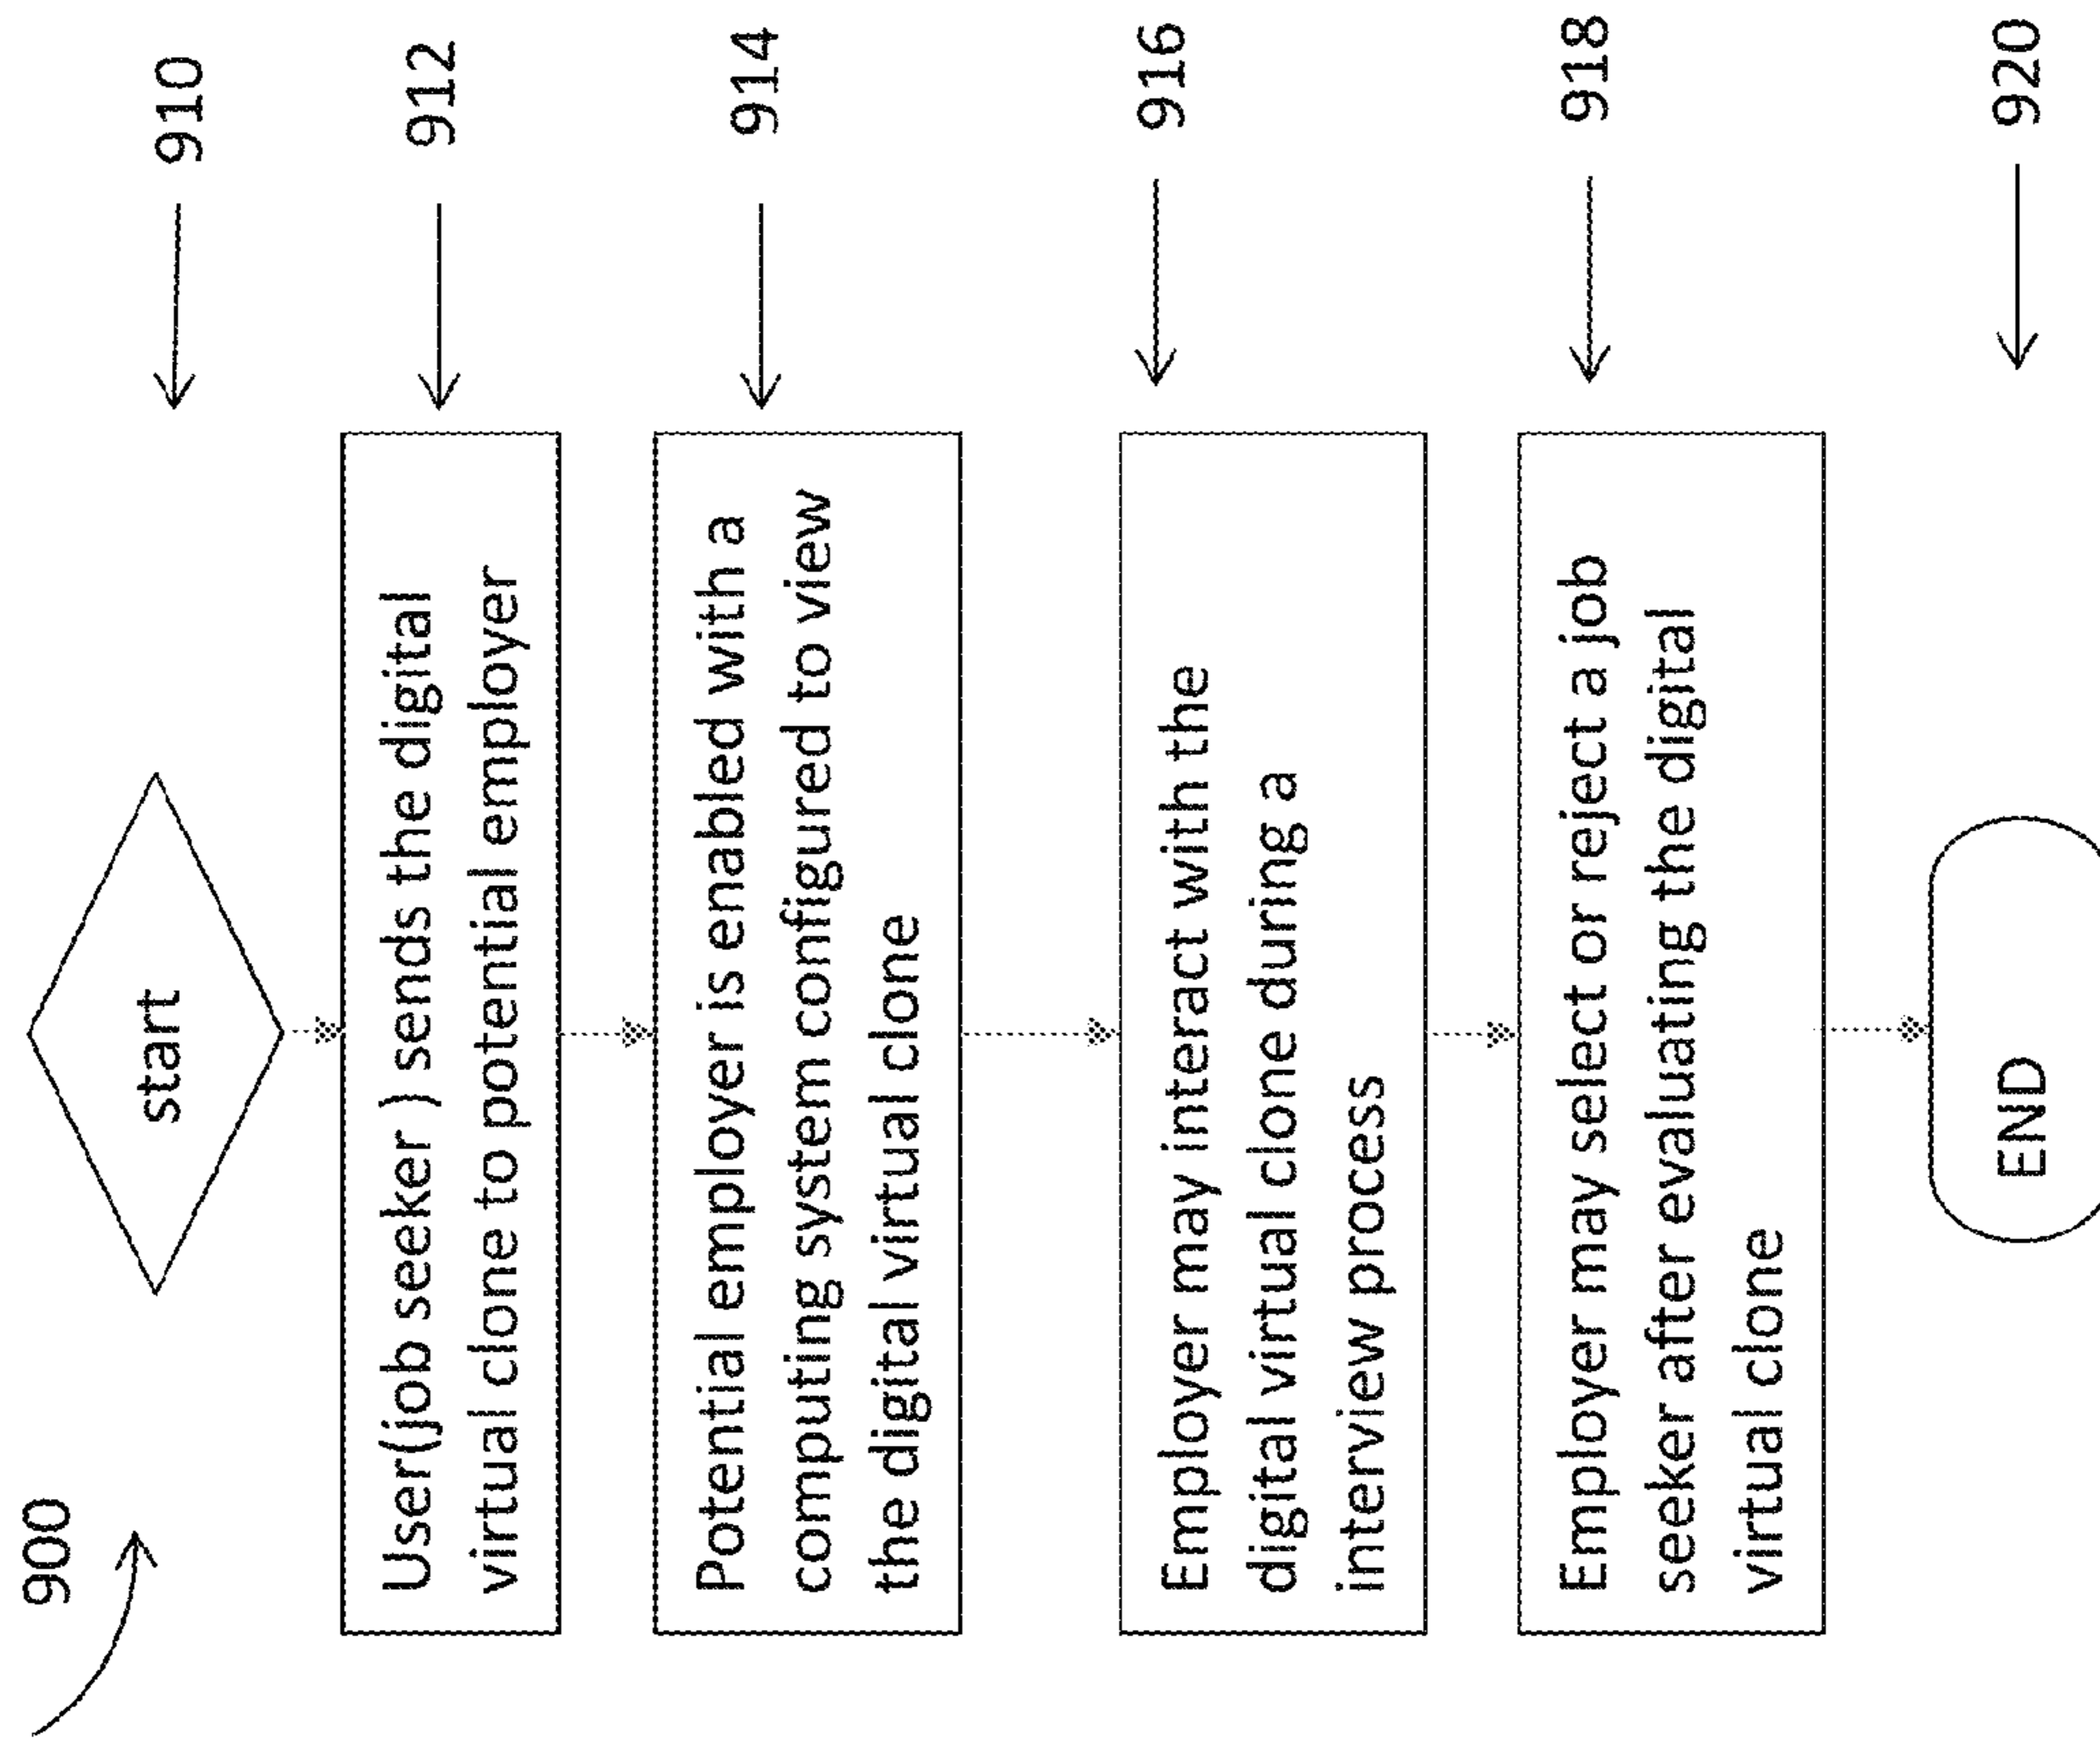 900
start
910
User(job seeker ) sends the digital
virtual clone to potential employer
912
Potential employer is enabled with a
computing system configured to view
the digital virtual clone
914
Employer may interact with the
digital virtual clone during a
interview process
916
Employer may select or reject a job
seeker after evaluating the digital
virtual clone
918
END
920